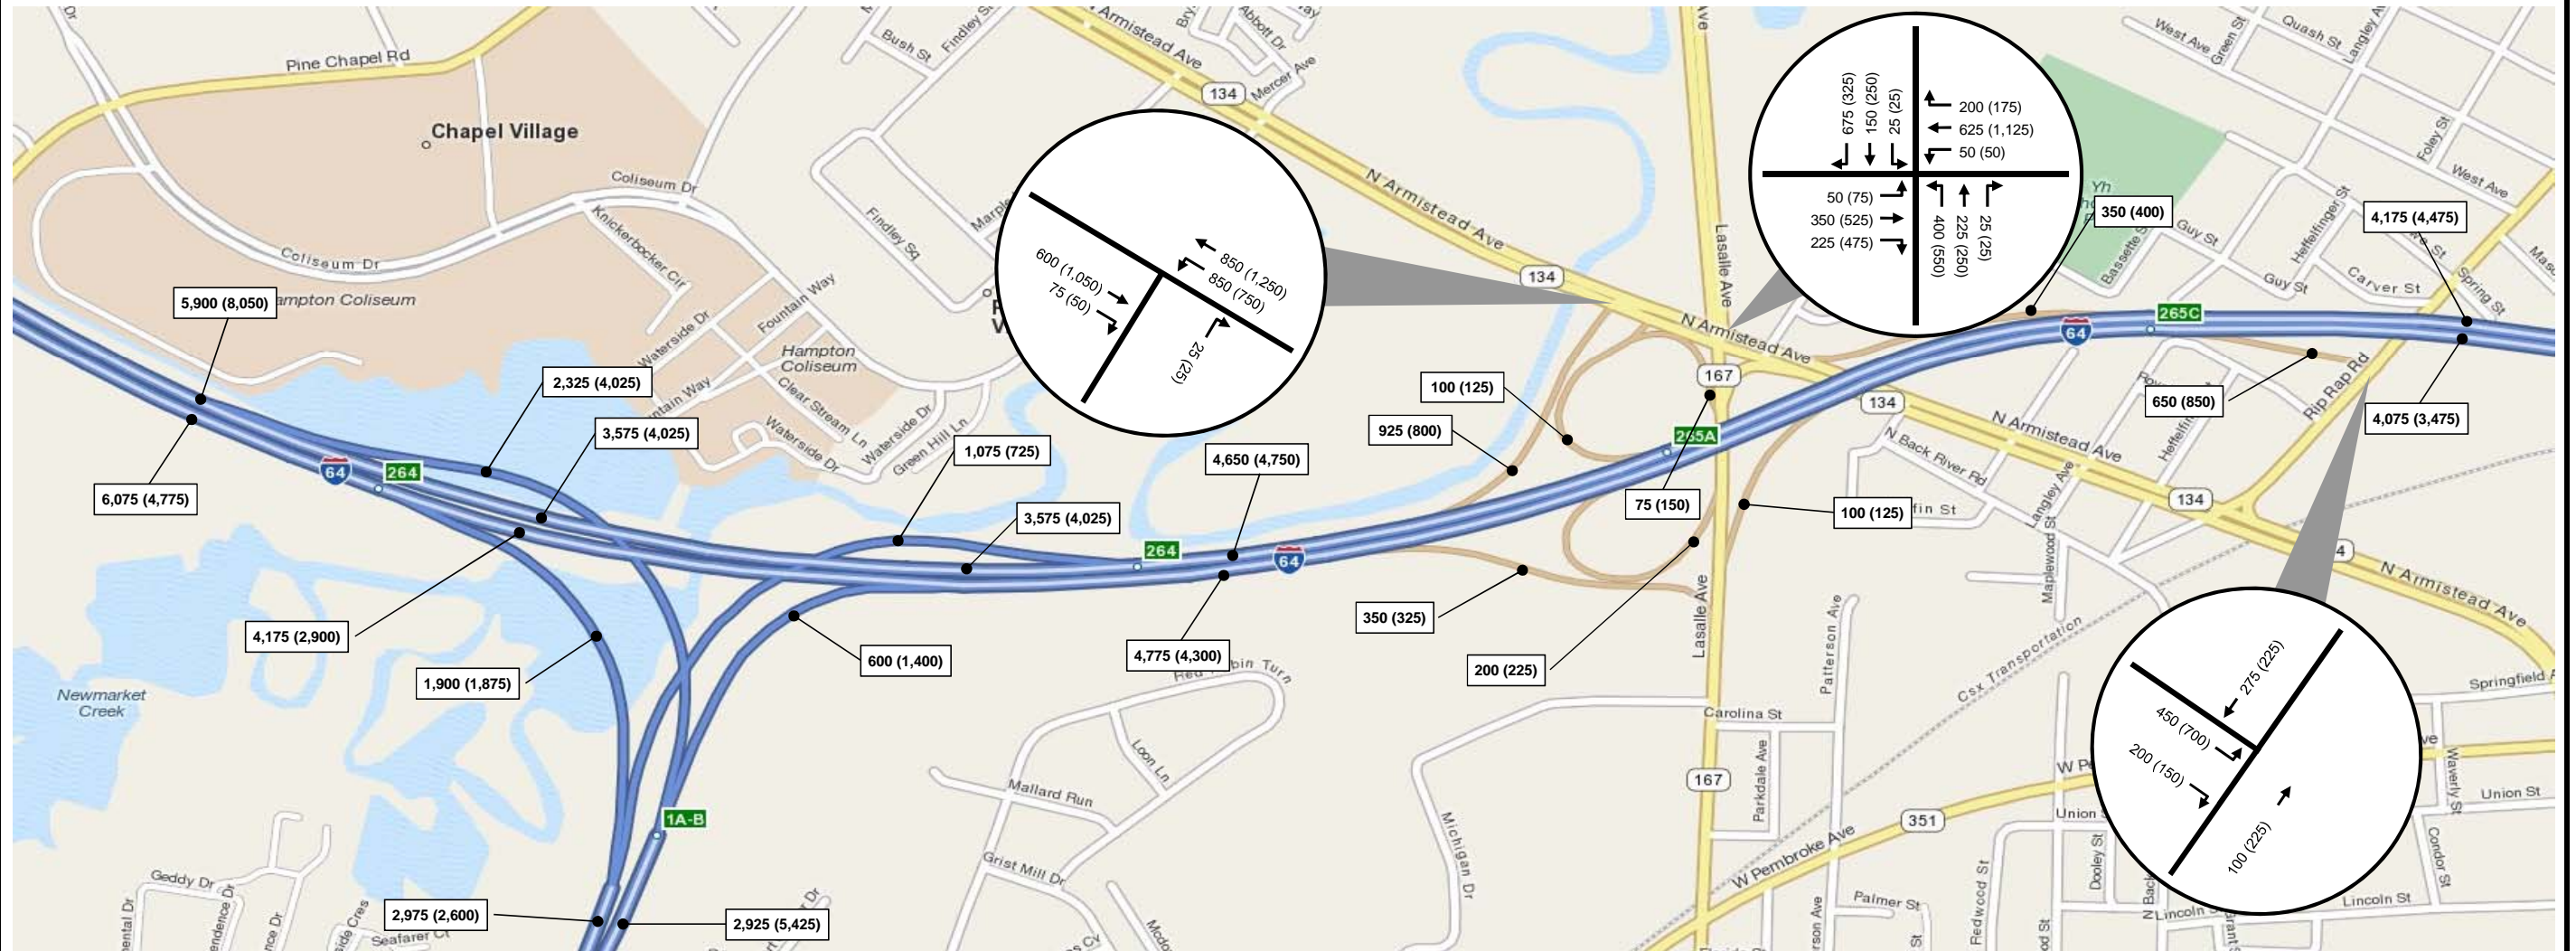 Pine Chapel Rd
Chapel Village
Coliseum Dr
Coliseum Dr
Knickerbocker Cir
ampton Coliseum
Waterside Dr
Fountain Way
Hampton
Coliseum
Clear Stream Ln
Waterside Dr
Waterside Dr
Green Hill Ln
Bush St
Findley Sq
Abbott Dr
Mercer Ave
N Armistead Ave
134
N Armistead Ave
134
N Armistead Ave
Lasalle Ave
167
134
N Armistead Ave
134
N Armistead Ave
600 (1,050)
75 (50)
850 (1,250)
850 (750)
25 (25)
675 (325)
150 (250)
25 (25)
200 (175)
625 (1,125)
50 (50)
50 (75)
350 (525)
225 (475)
400 (550)
225 (250)
25 (25)
West Ave
Green St
Quash St
Foley St
West Ave
Guy St
Guy St
Carver St
Spring St
Rip Rap Rd
350 (400)
4,175 (4,475)
265C
64
650 (850)
4,075 (3,475)
5,900 (8,050)
6,075 (4,775)
64
264
2,325 (4,025)
3,575 (4,025)
1,075 (725)
3,575 (4,025)
4,650 (4,750)
264
64
100 (125)
925 (800)
265A
75 (150)
100 (125)
350 (325)
200 (225)
4,775 (4,300)
600 (1,400)
4,175 (2,900)
1,900 (1,875)
Newmarket
Creek
1A-B
2,975 (2,600)
2,925 (5,425)
N Back River Rd
Langley Ave
Maplewood St
Csx Transportation
Patterson Ave
Lasalle Ave
Carolina St
167
Parkdale Ave
Michigan Dr
351
W Pembroke Ave
Palmer St
Redwood St
Dooley St
Union S
Lincoln S
Lincoln St
Union St
Condor St
Waverly St
275 (225)
450 (700)
200 (150)
100 (225)
Loon Ln
Mallard Run
Grist Mill Dr
Geddy Dr
Seafarer Ct